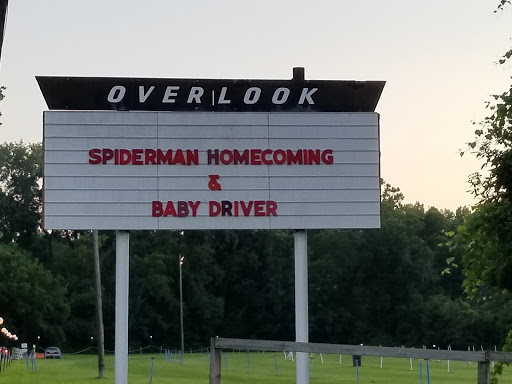 OVERLOOK
SPIDERMAN HOMECOMING
&
BABY DRIVER